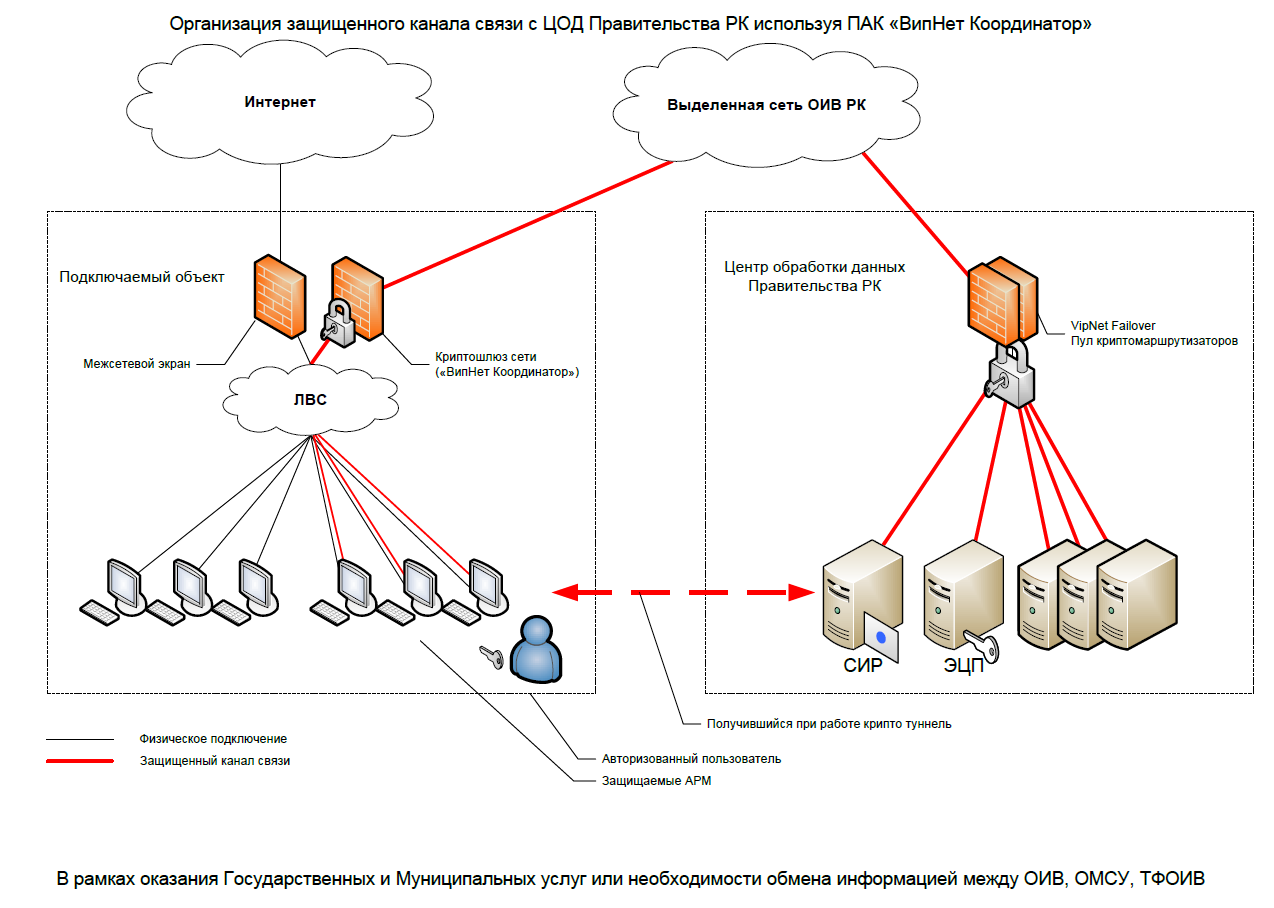 Организация защищенного канала связи с ЦОД Правительства РК используя ПАК «ВипНет Координатор»
Интернет
Выделенная сеть ОИВ РК
Подключаемый объект
Центр обработки данных
Правительства РК
VipNet Failover
Пул криптомаршрутизаторов
Межсетевой экран
Криптошлюз сети
(«ВипНет Координатор»)
ЛВС
СИР
ЭЦП
Получившийся при работе крипто туннель
Физическое подключение
Защищенный канал связи
Авторизованный пользователь
Защищаемые АРМ
В рамках оказания Государственных и Муниципальных услуг или необходимости обмена информацией между ОИВ, ОМСУ, ТФОИВ